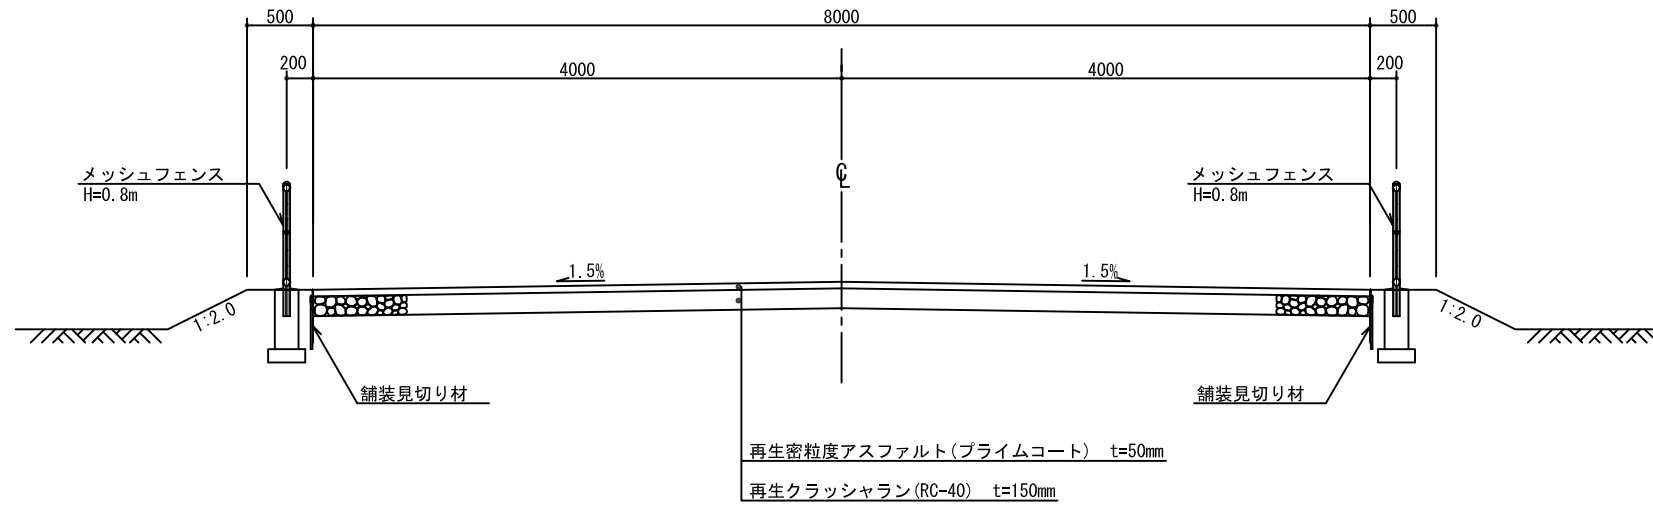 500 8000 500
200 4000 4000 200
℄
メッシュフェンス
H=0.8m
メッシュフェンス
H=0.8m
1.5%
1.5%
1:2.0
1:2.0
舗装見切り材
舗装見切り材
再生密粒度アスファルト(プライムコート) t=50mm
再生クラッシャラン(RC-40) t=150mm